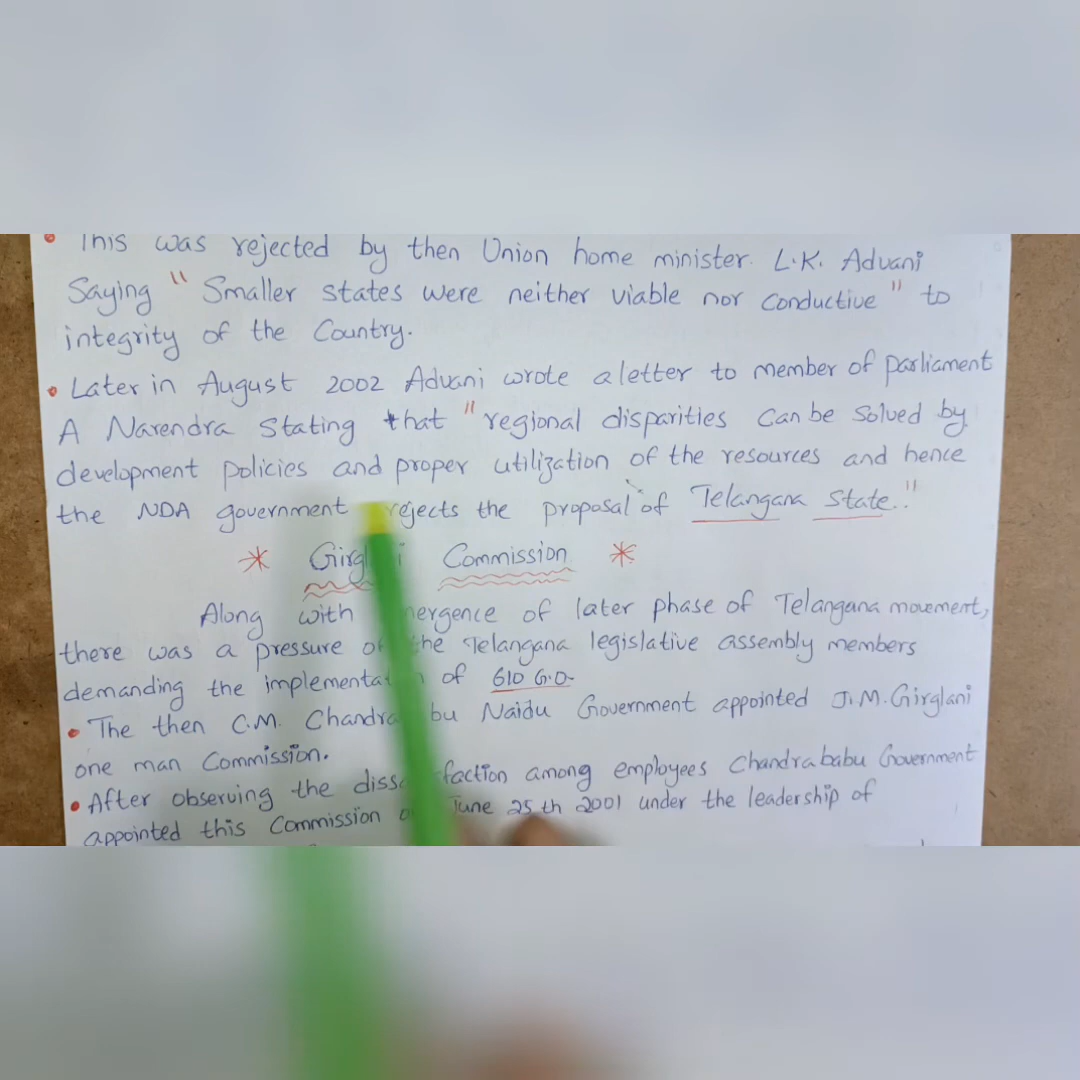 • This was rejected by then Union home minister. L.K. Advani
Saying " Smaller states were neither viable nor conductive " to
integrity of the Country.
• Later in August 2002 Advani wrote a letter to member of parliament
A Narendra stating that " regional disparities can be solved by
development policies and proper utilization of the resources and hence
the NDA government rejects the proposal of Telangana State.."
* Commission *
Along with of later phase of Telangana movement,
there was a pressure the Telangana legislative assembly members
demanding the of 610 G.O.
• The then C.M. Naidu Government appointed J.M. Girglani
one man Commission.
• After observing the among employees Chandrababu Government
appointed this Commission June 25th 2001 under the leadership of